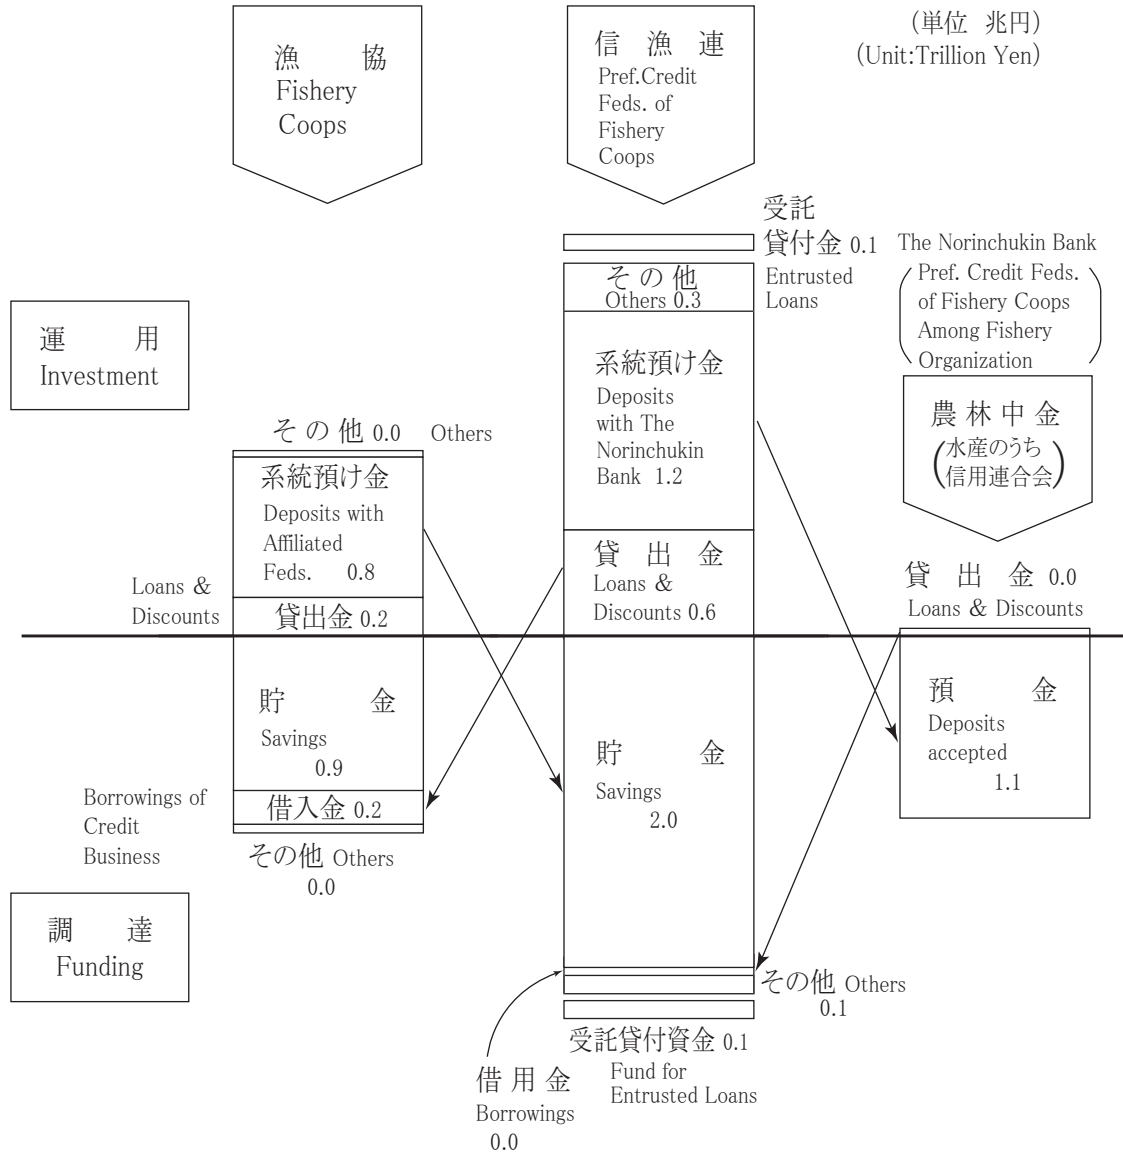 (単位 兆円)
(Unit:Trillion Yen)
漁 協
Fishery
Coops
信 漁 連
Pref.Credit
Feds. of
Fishery
Coops
受託
貸付金 0.1
Entrusted
Loans
The Norinchukin Bank
(Pref. Credit Feds.
of Fishery Coops
Among Fishery
Organization)
農 林 中 金
(水産のうち
信用連合会)
運 用
Investment
そ の 他 0.0 Others
系統預け金
Deposits with
Affiliated
Feds. 0.8
Loans &
Discounts
貸出金 0.2
貯 金
Savings
0.9
Borrowings of
Credit
Business
借入金 0.2
その他 Others
0.0
調 達
Funding
そ の 他
Others 0.3
系統預け金
Deposits
with The
Norinchukin
Bank 1.2
貸 出 金
Loans &
Discounts 0.6
貯 金
Savings
2.0
その他 Others
0.1
受託貸付資金 0.1
Fund for
Entrusted Loans
借 用 金
Borrowings
0.0
貸 出 金 0.0
Loans & Discounts
預 金
Deposits
accepted
1.1